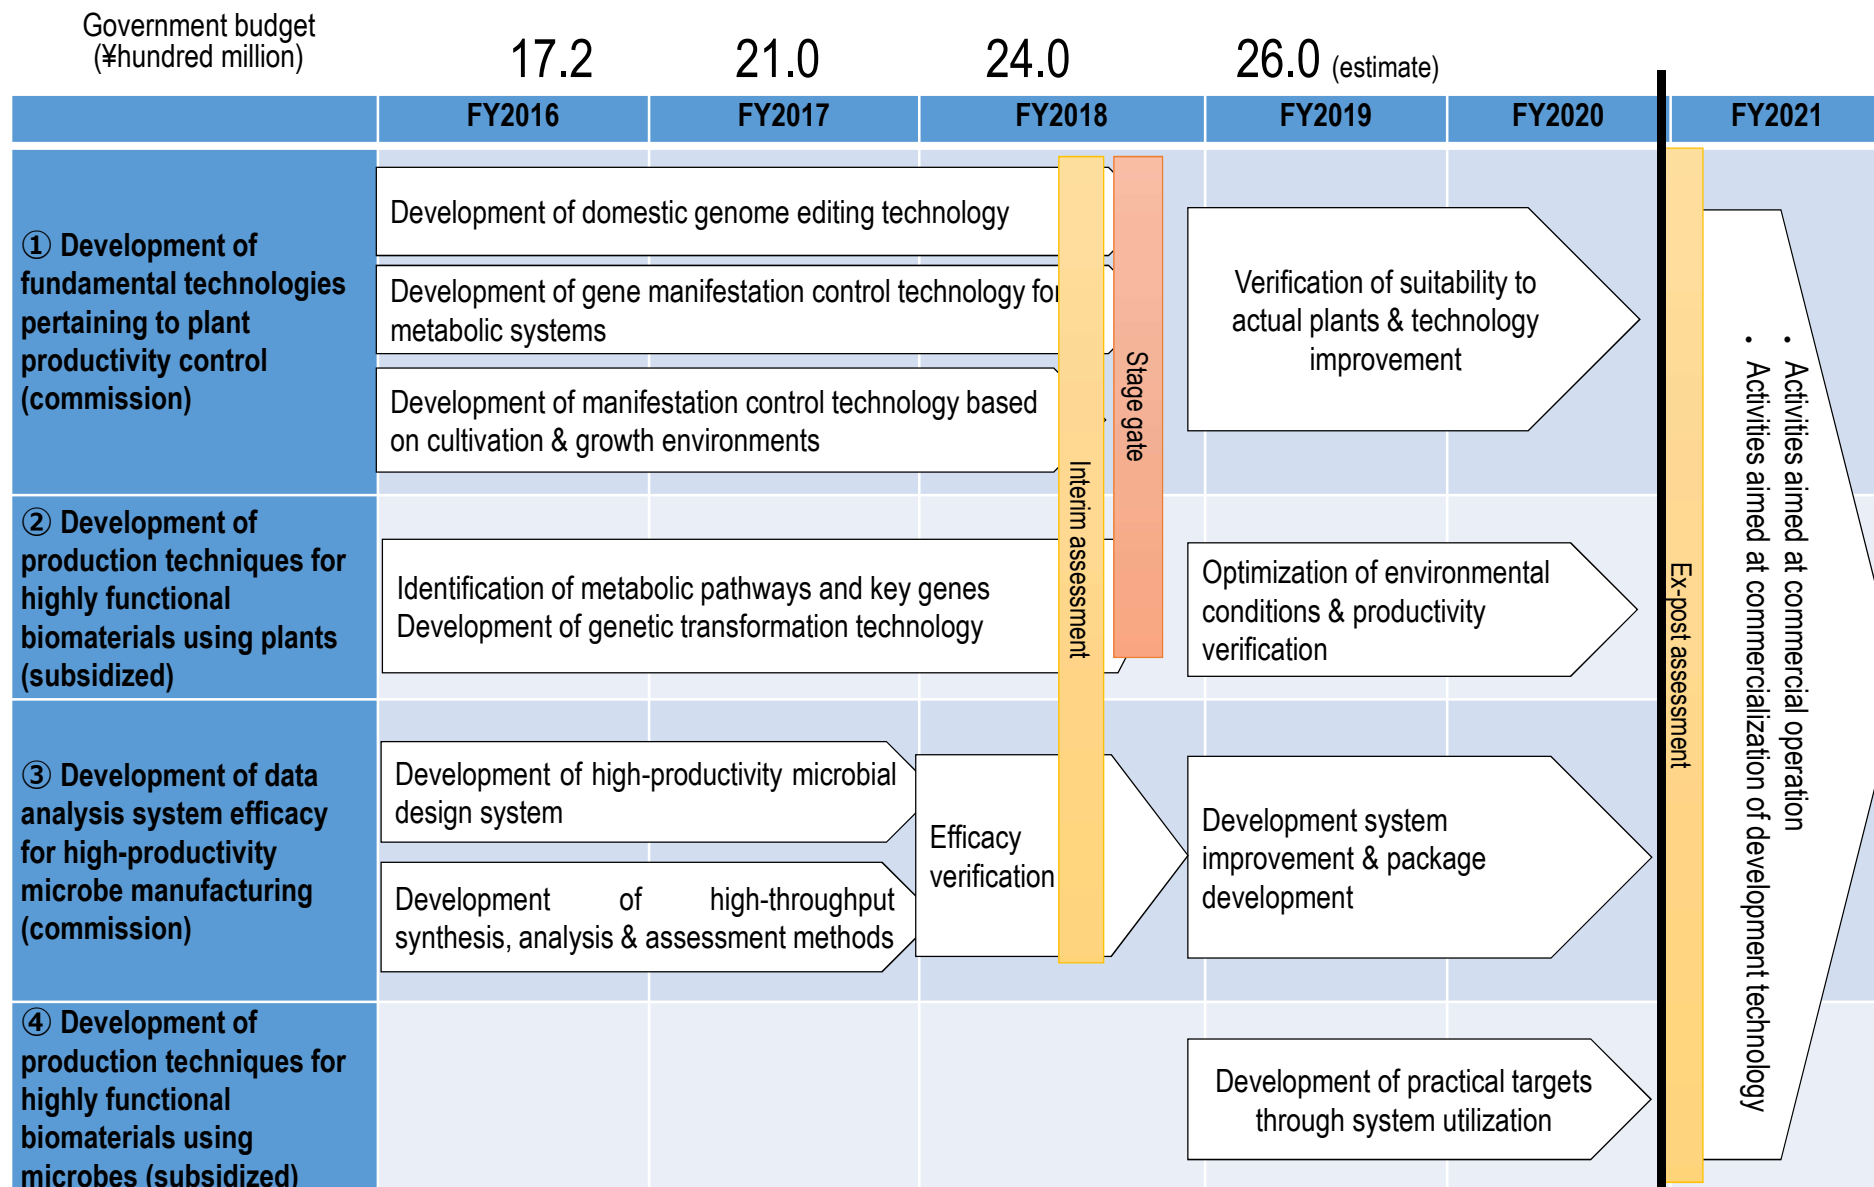 Government budget
(¥hundred million)
17.2
21.0
24.0
26.0 (estimate)
FY2016
FY2017
FY2018
FY2019
FY2020
FY2021
① Development of
fundamental technologies
pertaining to plant
productivity control
(commission)
Development of domestic genome editing technology
Development of gene manifestation control technology for
metabolic systems
Development of manifestation control technology based
on cultivation & growth environments
Interim assessment
Stage gate
Verification of suitability to
actual plants & technology
improvement
Ex-post assessment
・ Activities aimed at commercial operation
・ Activities aimed at commercialization of development technology
② Development of
production techniques for
highly functional
biomaterials using plants
(subsidized)
Identification of metabolic pathways and key genes
Development of genetic transformation technology
Optimization of environmental
conditions & productivity
verification
③ Development of data
analysis system efficacy
for high-productivity
microbe manufacturing
(commission)
Development of high-productivity microbial
design system
Development of high-throughput
synthesis, analysis & assessment methods
Efficacy
verification
Development system
improvement & package
development
④ Development of
production techniques for
highly functional
biomaterials using
microbes (subsidized)
Development of practical targets
through system utilization